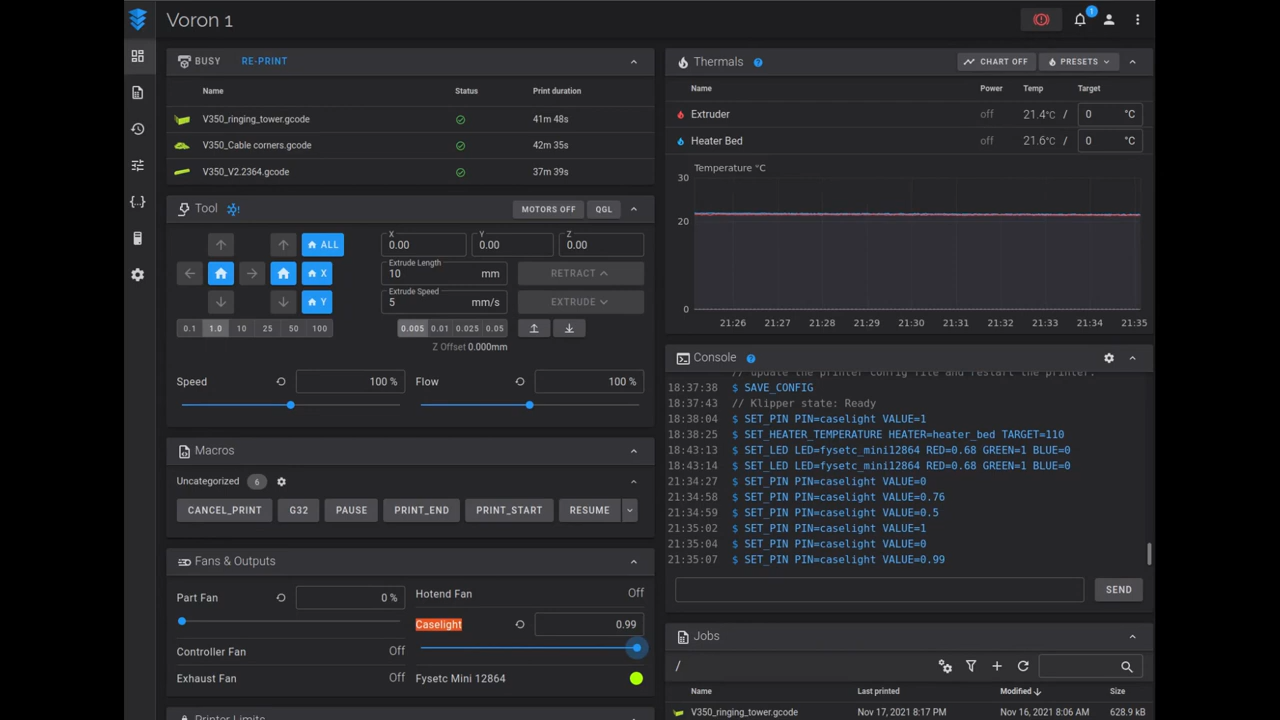 Voron 1
1
BUSY RE-PRINT
Name Status Print duration
V350_ringing_tower.gcode 41m 48s
V350_Cable corners.gcode 42m 35s
V350_V2.2364.gcode 37m 39s
Tool MOTORS OFF QGL
ALL
X
Y
X Y Z
0.00 0.00 0.00
Extrude Length
10 mm RETRACT
Extrude Speed
5 mm/s EXTRUDE
0.1 1.0 10 25 50 100
0.005 0.01 0.025 0.05
Z Offset 0.000mm
Speed 100 % Flow 100 %
Macros
Uncategorized 6
CANCEL_PRINT G32 PAUSE PRINT_END PRINT_START RESUME
Fans & Outputs
Part Fan 0 %
Hotend Fan Off
Caselight 0.99
Controller Fan Off
Exhaust Fan Off
Fysetc Mini 12864
Printer Limits
Thermals CHART OFF PRESETS
Name Power Temp Target
Extruder off 21.4°C / 0 °C
Heater Bed off 21.6°C / 0 °C
Temperature °C
30
20
0
21:26 21:27 21:28 21:29 21:30 21:31 21:32 21:33 21:34 21:35
Console
// update the printer config file and restart the printer.
18:37:38 $ SAVE_CONFIG
18:37:43 // Klipper state: Ready
18:38:04 $ SET_PIN PIN=caselight VALUE=1
18:38:25 $ SET_HEATER_TEMPERATURE HEATER=heater_bed TARGET=110
18:43:13 $ SET_LED LED=fysetc_mini12864 RED=0.68 GREEN=1 BLUE=0
18:43:14 $ SET_LED LED=fysetc_mini12864 RED=0.68 GREEN=1 BLUE=0
21:34:27 $ SET_PIN PIN=caselight VALUE=0
21:34:58 $ SET_PIN PIN=caselight VALUE=0.76
21:34:59 $ SET_PIN PIN=caselight VALUE=0.5
21:35:02 $ SET_PIN PIN=caselight VALUE=1
21:35:04 $ SET_PIN PIN=caselight VALUE=0
21:35:07 $ SET_PIN PIN=caselight VALUE=0.99
SEND
Jobs
/
Name Last printed Modified Size
V350_ringing_tower.gcode Nov 17, 2021 8:17 PM Nov 16, 2021 8:06 AM 628.9 kB